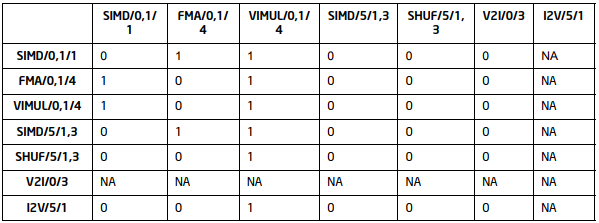 SIMD/0,1/1 FMA/0,1/4 VIMUL/0,1/4 SIMD/5/1,3 SHUF/5/1,3 V2I/0/3 I2V/5/1
SIMD/0,1/1 0 1 1 0 0 0 NA
FMA/0,1/4 1 0 1 0 0 0 NA
VIMUL/0,1/4 1 0 1 0 0 0 NA
SIMD/5/1,3 0 1 1 0 0 0 NA
SHUF/5/1,3 0 0 1 0 0 0 NA
V2I/0/3 NA NA NA NA NA NA NA
I2V/5/1 0 0 1 0 0 0 NA